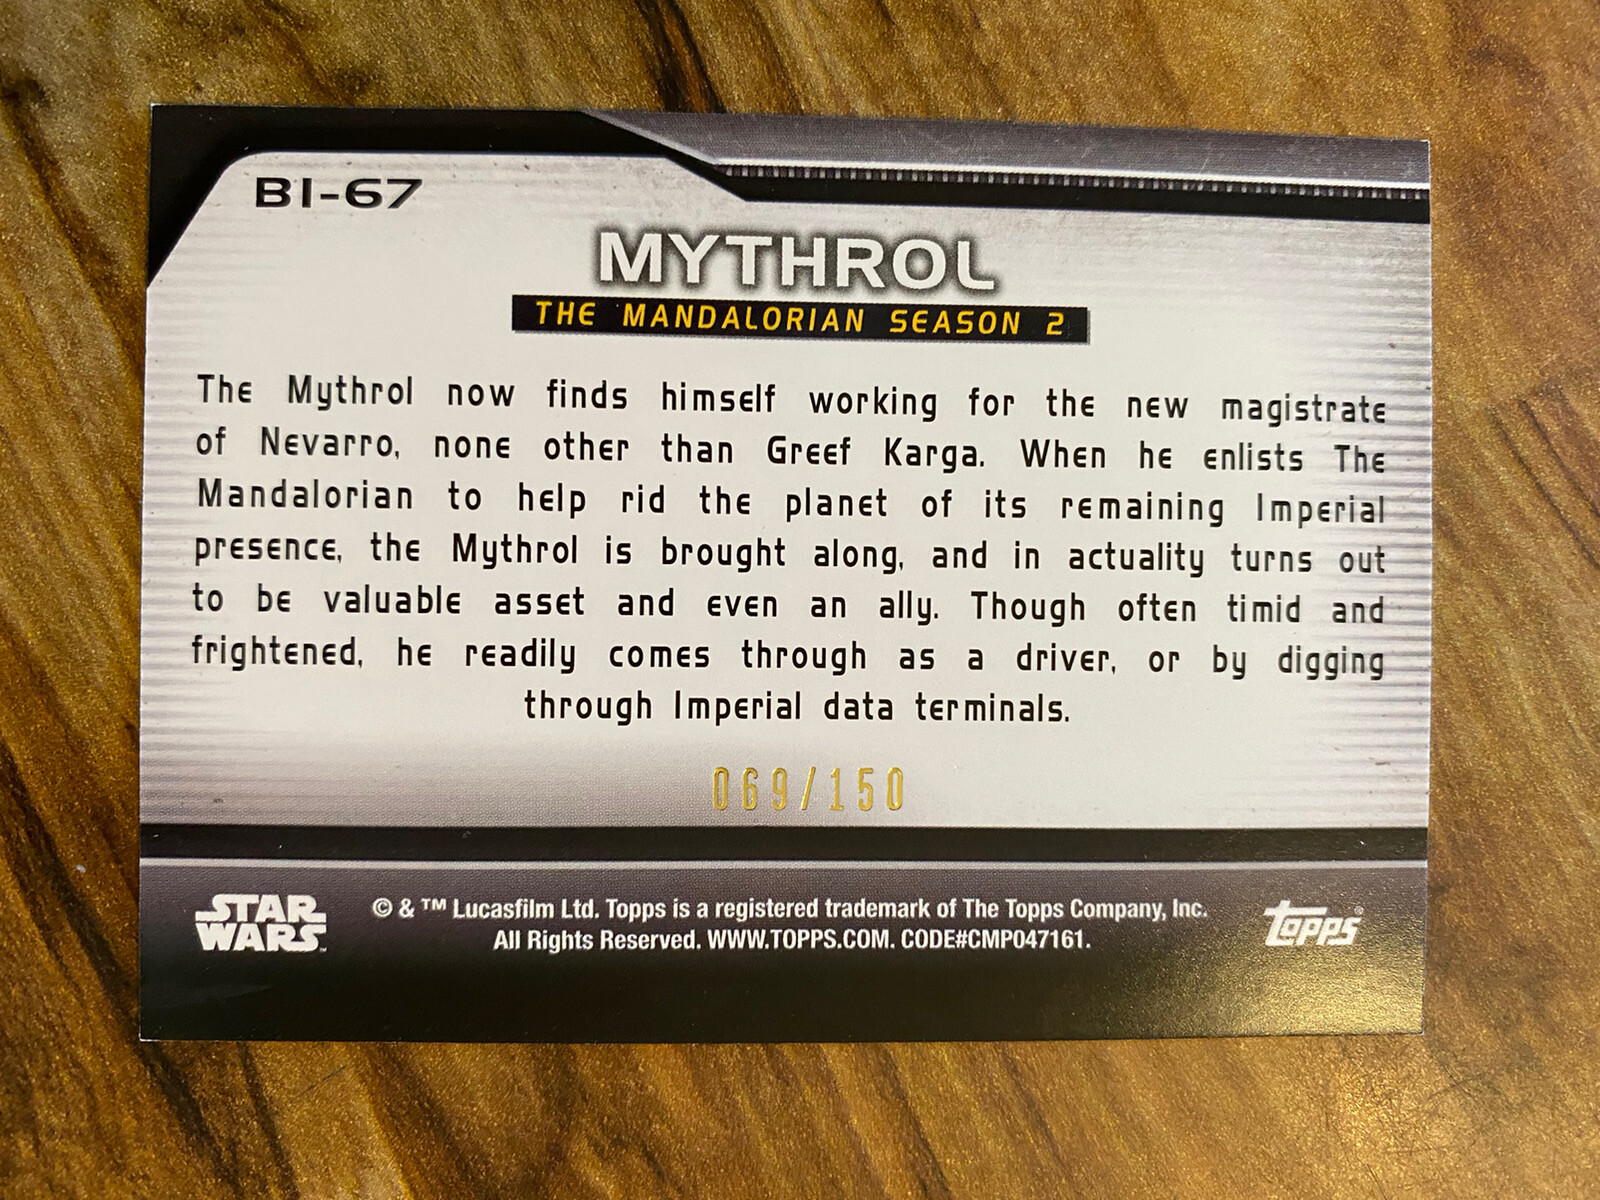 BI-67
MYTHROL
THE MANDALORIAN SEASON 2
The Mythrol now finds himself working for the new magistrate
of Nevarro, none other than Greef Karga. When he enlists The
Mandalorian to help rid the planet of its remaining Imperial
presence, the Mythrol is brought along, and in actuality turns out
to be valuable asset and even an ally. Though often timid and
frightened, he readily comes through as a driver, or by digging
through Imperial data terminals.
069/150
STAR
WARS™
© & ™ Lucasfilm Ltd. Topps is a registered trademark of The Topps Company, Inc.
All Rights Reserved. WWW.TOPPS.COM. CODE#CMP047161.
topps®